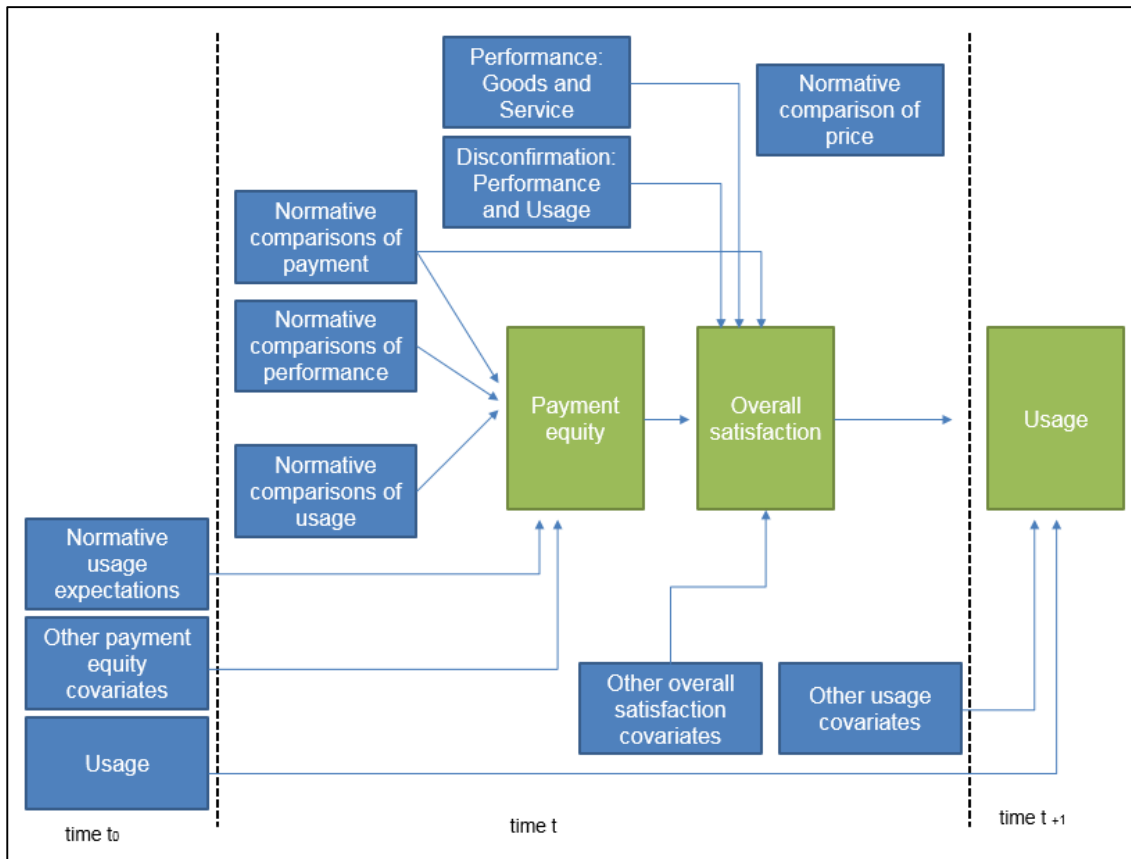 Performance:
Goods and
Service
Normative
comparison of
price
Disconfirmation:
Performance
and Usage
Normative
comparisons of
payment
Normative
comparisons of
performance
Payment
equity
Overall
satisfaction
Usage
Normative
comparisons of
usage
Normative
usage
expectations
Other payment
equity
covariates
Other overall
satisfaction
covariates
Other usage
covariates
Usage
time t0
time t
time t +1